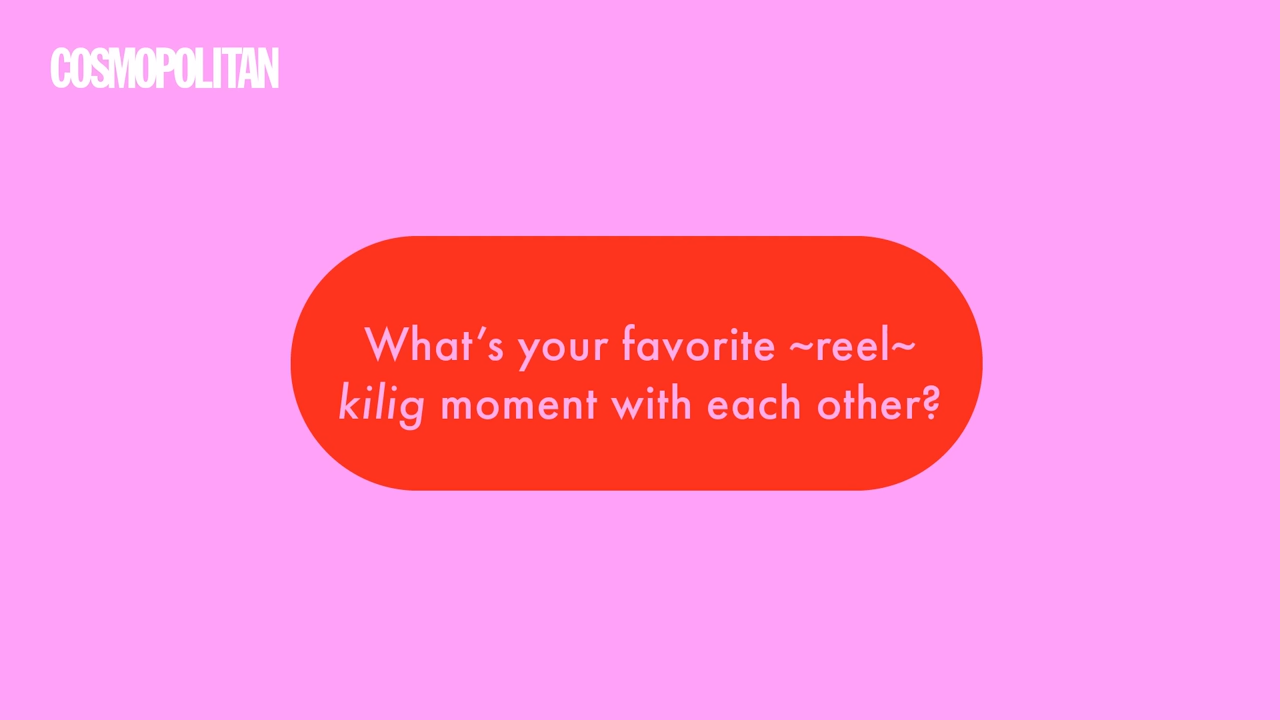 COSMOPOLITAN
What’s your favorite ~reel~
kilig moment with each other?